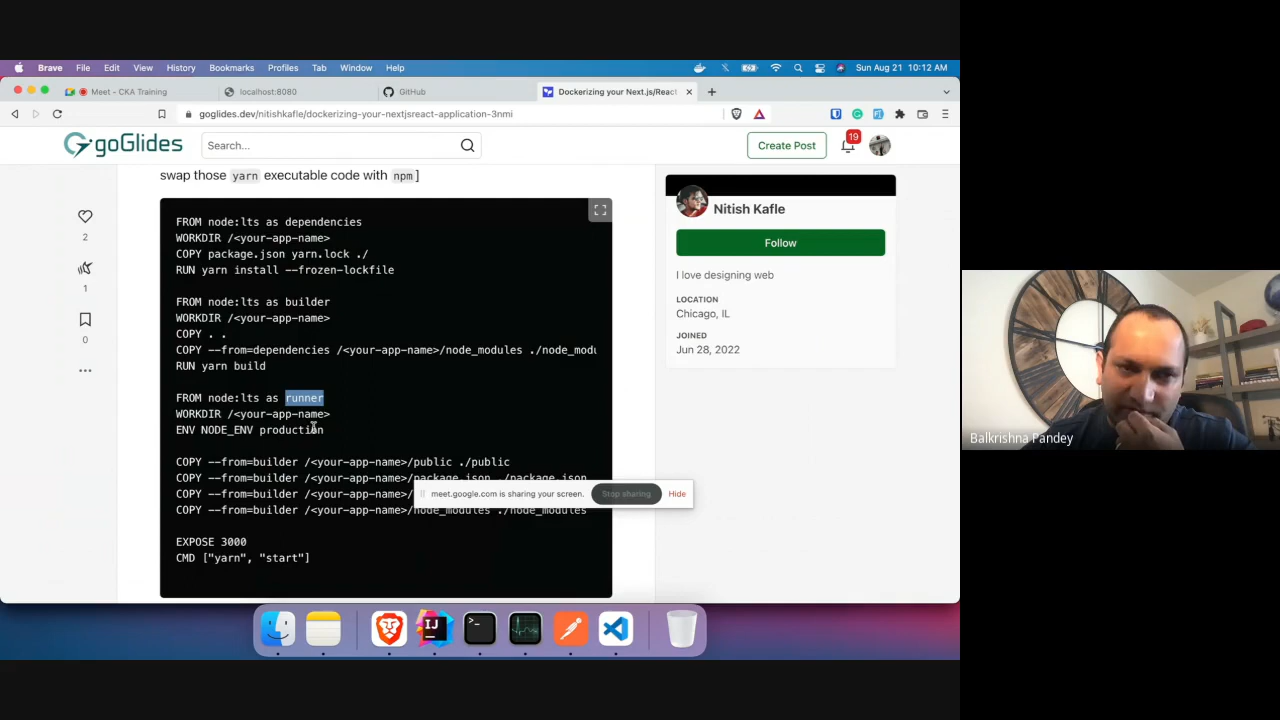 Brave File Edit View History Bookmarks Profiles Tab Window Help Sun Aug 21 10:12 AM
Meet - CKA Training localhost:8080 GitHub Dockerizing your Next.js/React
goglides.dev/nitishkafle/dockerizing-your-nextjsreact-application-3nmi
goGlides Search... Create Post 19
swap those yarn executable code with npm ]
FROM node:lts as dependencies
WORKDIR /<your-app-name>
COPY package.json yarn.lock ./
RUN yarn install --frozen-lockfile
FROM node:lts as builder
WORKDIR /<your-app-name>
COPY . .
COPY --from=dependencies /<your-app-name>/node_modules ./node_modu
RUN yarn build
FROM node:lts as runner
WORKDIR /<your-app-name>
ENV NODE_ENV production
COPY --from=builder /<your-app-name>/public ./public
COPY --from=builder /<your-app-name>/package.json ./package.json
COPY --from=builder /<your-app-name>/
COPY --from=builder /<your-app-name>/node_modules ./node_modules
EXPOSE 3000
CMD ["yarn", "start"]
2
1
0
meet.google.com is sharing your screen. Stop sharing Hide
Nitish Kafle
Follow
I love designing web
LOCATION
Chicago, IL
JOINED
Jun 28, 2022
IJ
Balkrishna Pandey